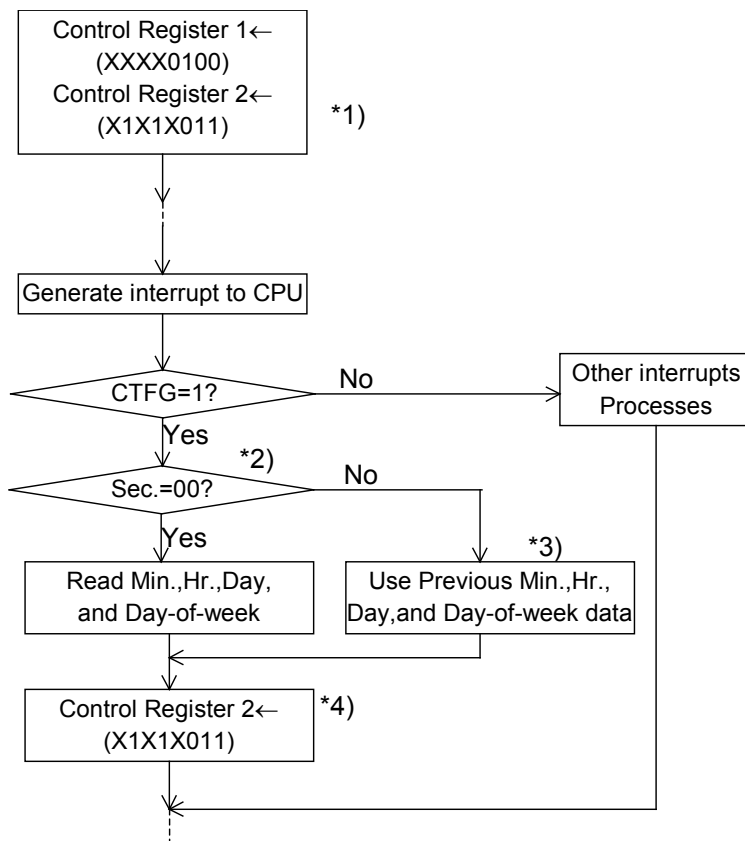 Control Register 1←
(XXXX0100)
Control Register 2←
(X1X1X011)
*1)
Generate interrupt to CPU
CTFG=1?
No
Other interrupts
Processes
Yes
*2)
Sec.=00?
No
Yes
*3)
Read Min.,Hr.,Day,
and Day-of-week
Use Previous Min.,Hr.,
Day,and Day-of-week data
Control Register 2←
(X1X1X011)
*4)